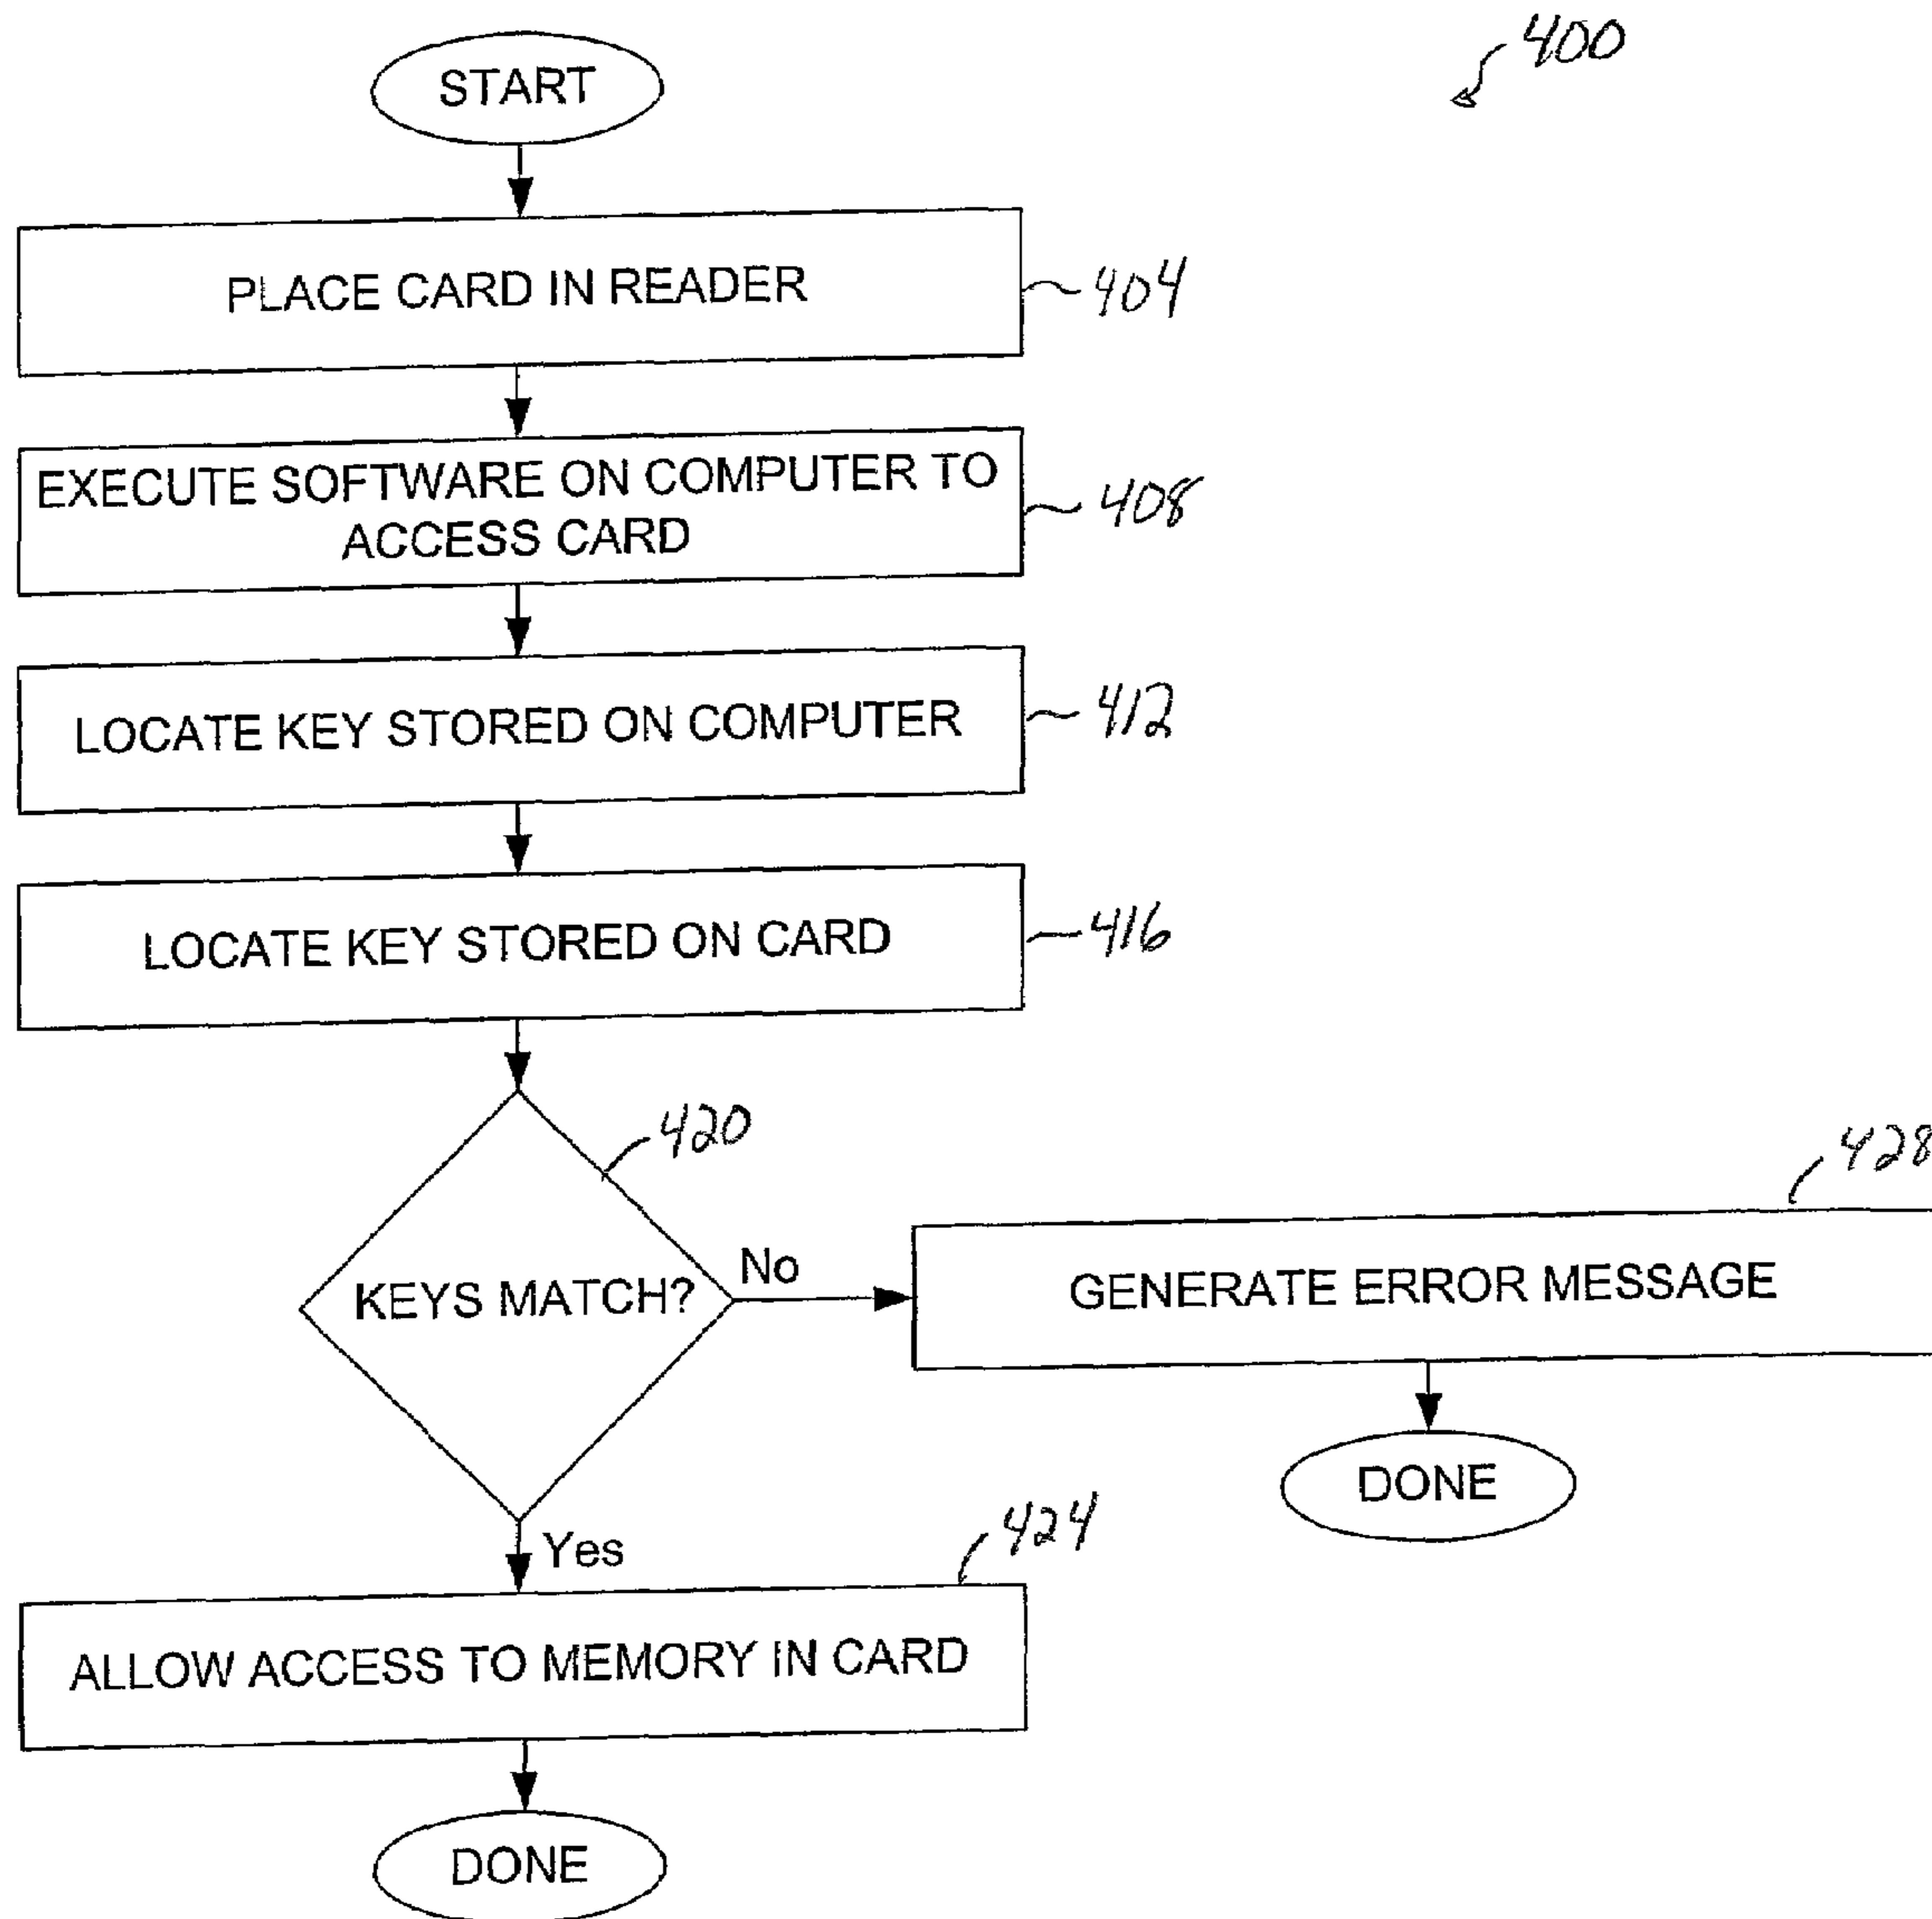 400
START
PLACE CARD IN READER
404
EXECUTE SOFTWARE ON COMPUTER TO
ACCESS CARD
408
LOCATE KEY STORED ON COMPUTER
412
LOCATE KEY STORED ON CARD
416
420
KEYS MATCH?
No
428
GENERATE ERROR MESSAGE
DONE
Yes
424
ALLOW ACCESS TO MEMORY IN CARD
DONE